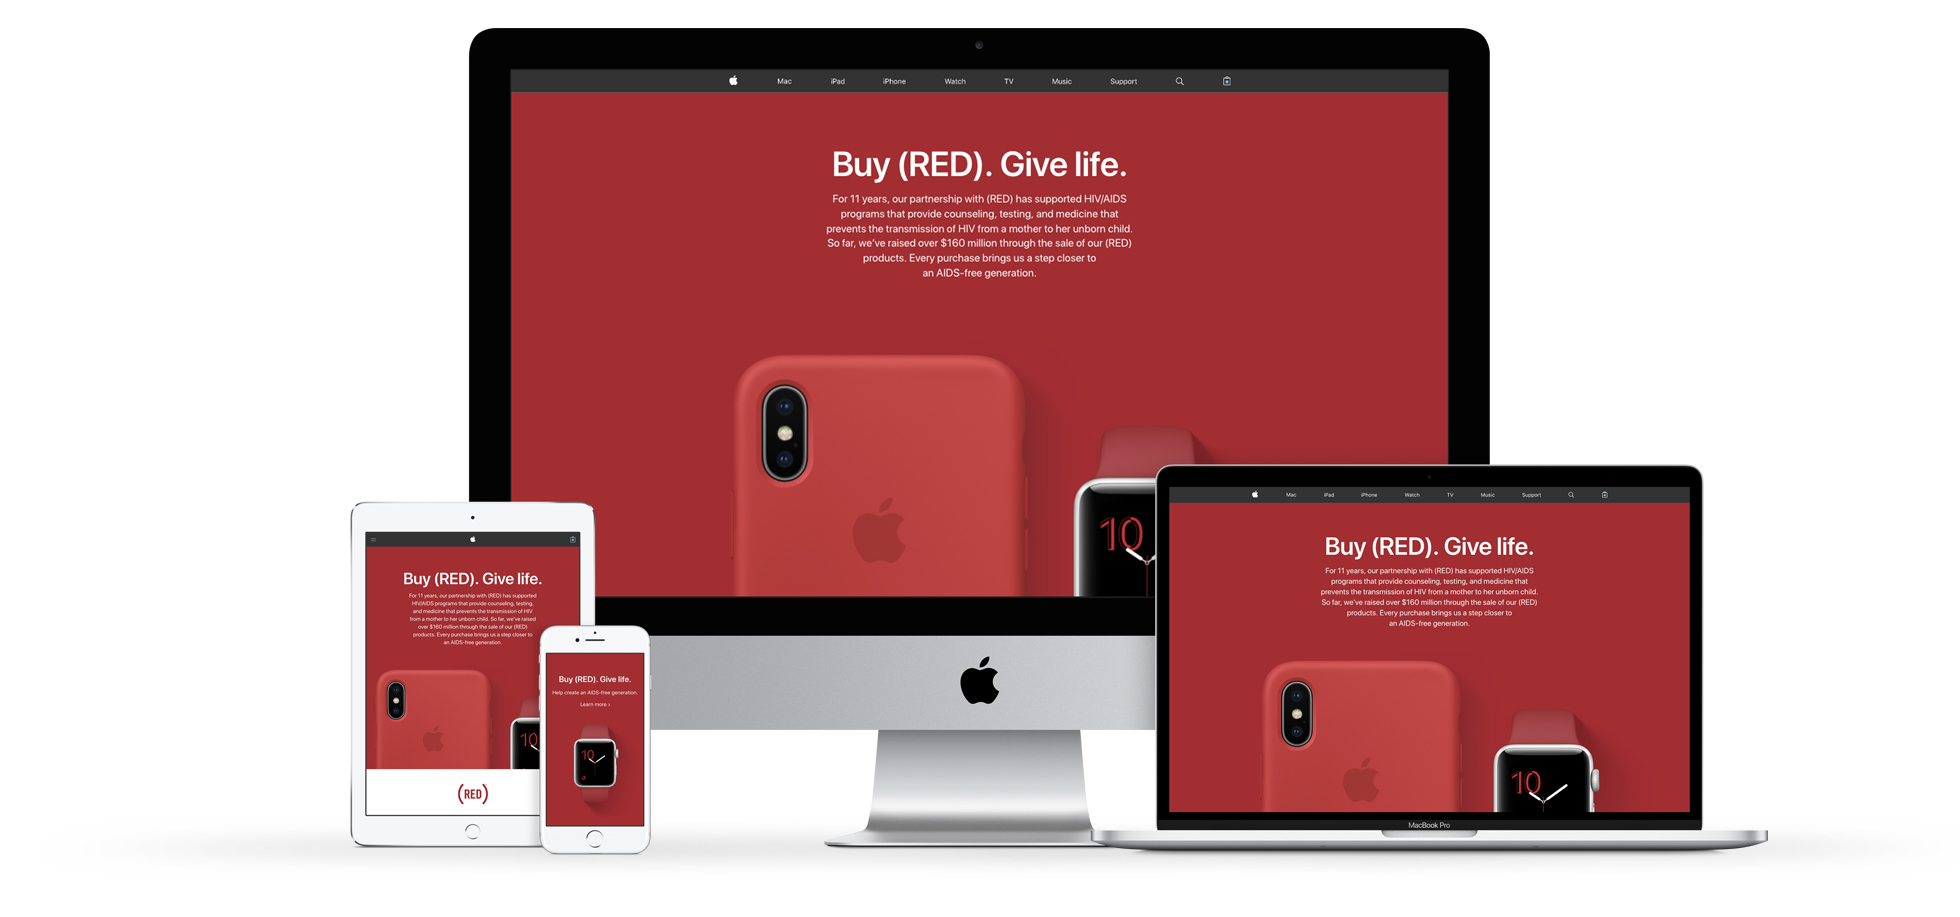 Mac iPad iPhone Watch TV Music Support
Buy (RED). Give life.
For 11 years, our partnership with (RED) has supported HIV/AIDS
programs that provide counseling, testing, and medicine that
prevents the transmission of HIV from a mother to her unborn child.
So far, we've raised over $160 million through the sale of our (RED)
products. Every purchase brings us a step closer to
an AIDS-free generation.
10
Buy (RED). Give life.
For 11 years, our partnership with (RED) has supported
HIV/AIDS programs that provide counseling, testing,
and medicine that prevents the transmission of HIV
from a mother to her unborn child. So far, we've raised
over $160 million through the sale of our (RED)
products. Every purchase brings us a step closer to
an AIDS-free generation.
10
(RED)
Buy (RED). Give life.
Help create an AIDS-free generation.
Learn more ›
10
Mac iPad iPhone Watch TV Music Support
Buy (RED). Give life.
For 11 years, our partnership with (RED) has supported HIV/AIDS
programs that provide counseling, testing, and medicine that
prevents the transmission of HIV from a mother to her unborn child.
So far, we've raised over $160 million through the sale of our (RED)
products. Every purchase brings us a step closer to
an AIDS-free generation.
10
MacBook Pro